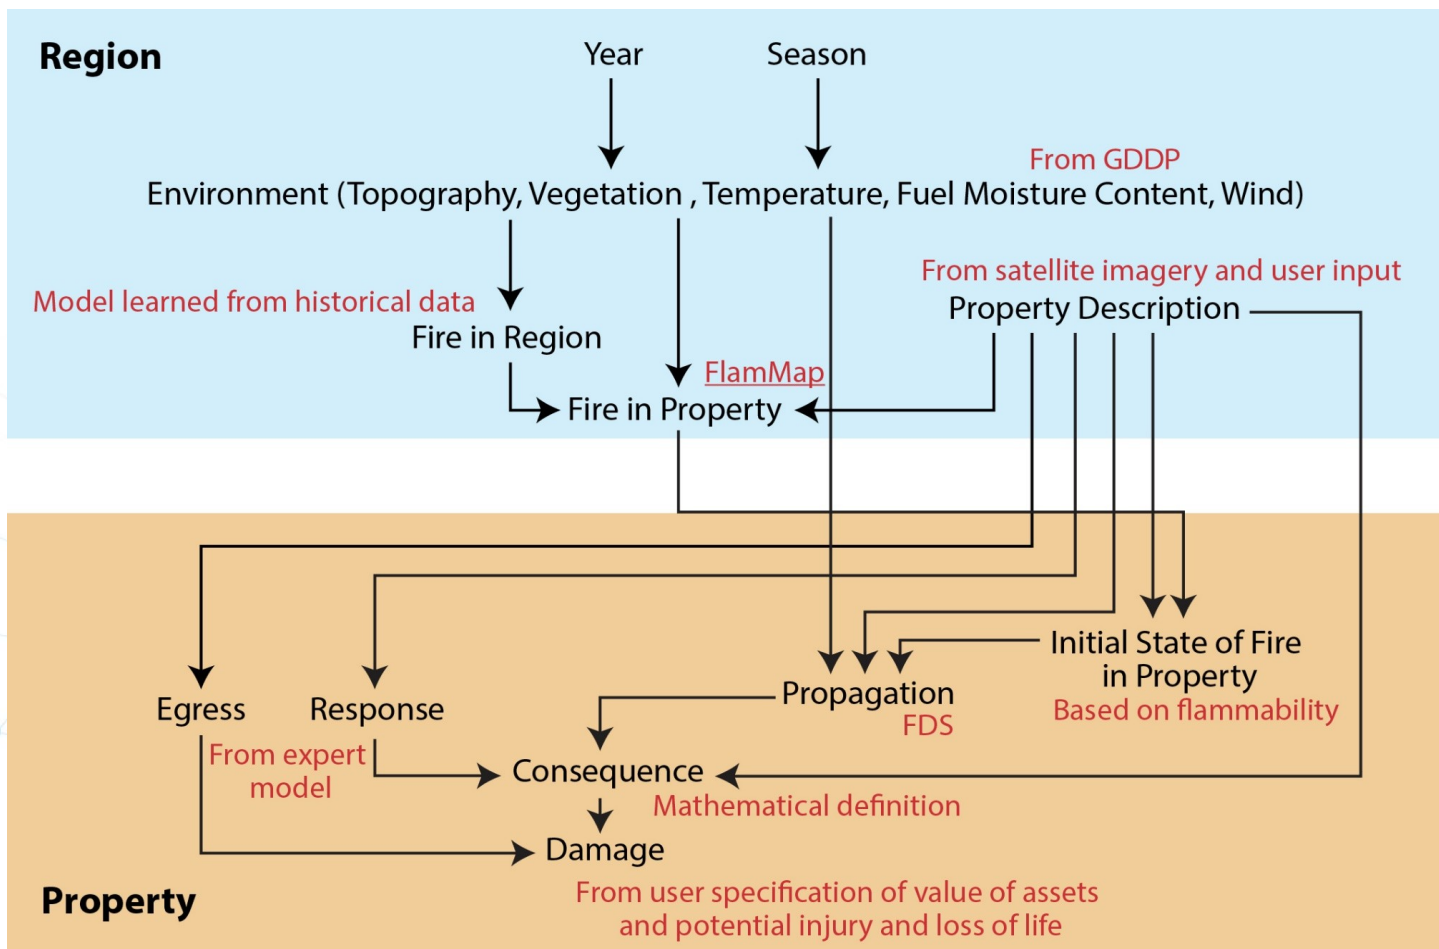 Region
Year
Season
From GDDP
Environment (Topography, Vegetation , Temperature, Fuel Moisture Content, Wind)
From satellite imagery and user input
Model learned from historical data
Property Description
Fire in Region
FlamMap
Fire in Property
Initial State of Fire
in Property
Based on flammability
Propagation
FDS
Egress
Response
From expert
model
Consequence
Mathematical definition
Damage
Property
From user specification of value of assets
and potential injury and loss of life